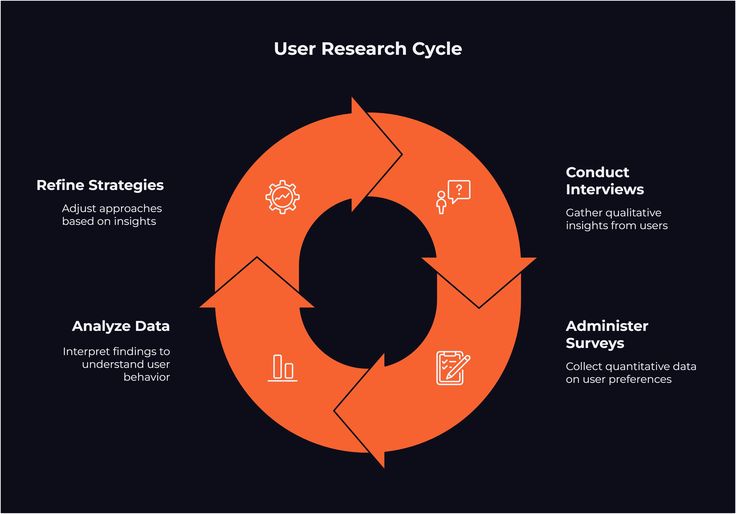 User Research Cycle
Refine Strategies
Adjust approaches
based on insights
Conduct
Interviews
Gather qualitative
insights from users
?
Analyze Data
Interpret findings to
understand user
behavior
Administer
Surveys
Collect quantitative data
on user preferences